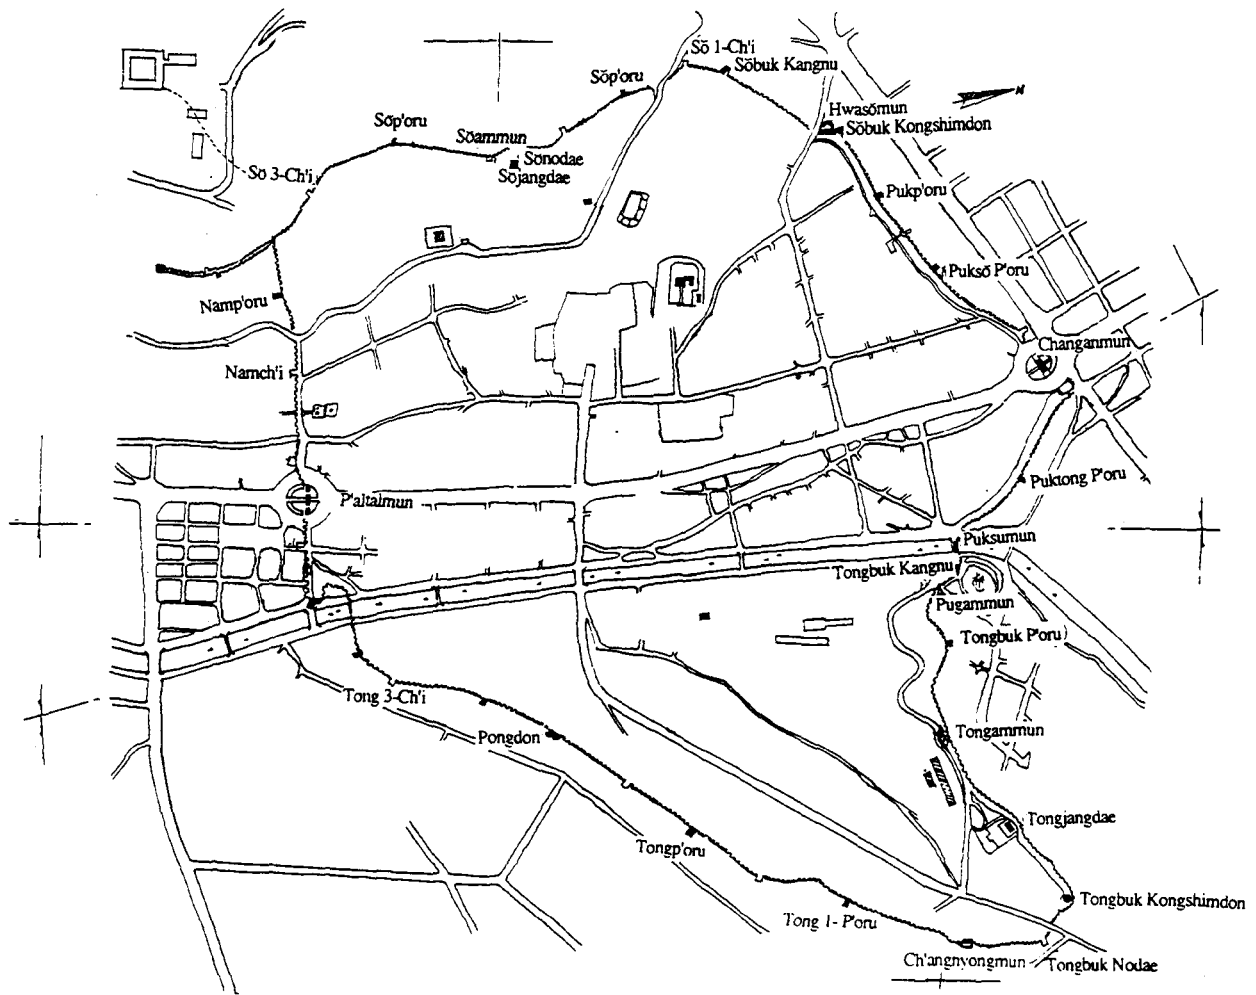 Sŏ 1-Ch'i
Sŏbuk Kangnu
Sŏp'oru
N
Hwasŏmun
Sŏbuk Kongshimdon
Sŏp'oru
Sŏammun
Sŏnodae
Sŏjangdae
Sŏ 3-Ch'i
Pukp'oru
Puksŏ P'oru
Namp'oru
Changanmun
Namch'i
Puktong P'oru
P'altalmun
Puksumun
Tongbuk Kangnu
Pugammun
Tongbuk P'oru
Tong 3-Ch'i
Tongammun
Pongdon
Tongjangdae
Tongp'oru
Tongbuk Kongshimdon
Tong 1- P'oru
Ch'angnyongmun
Tongbuk Nodae